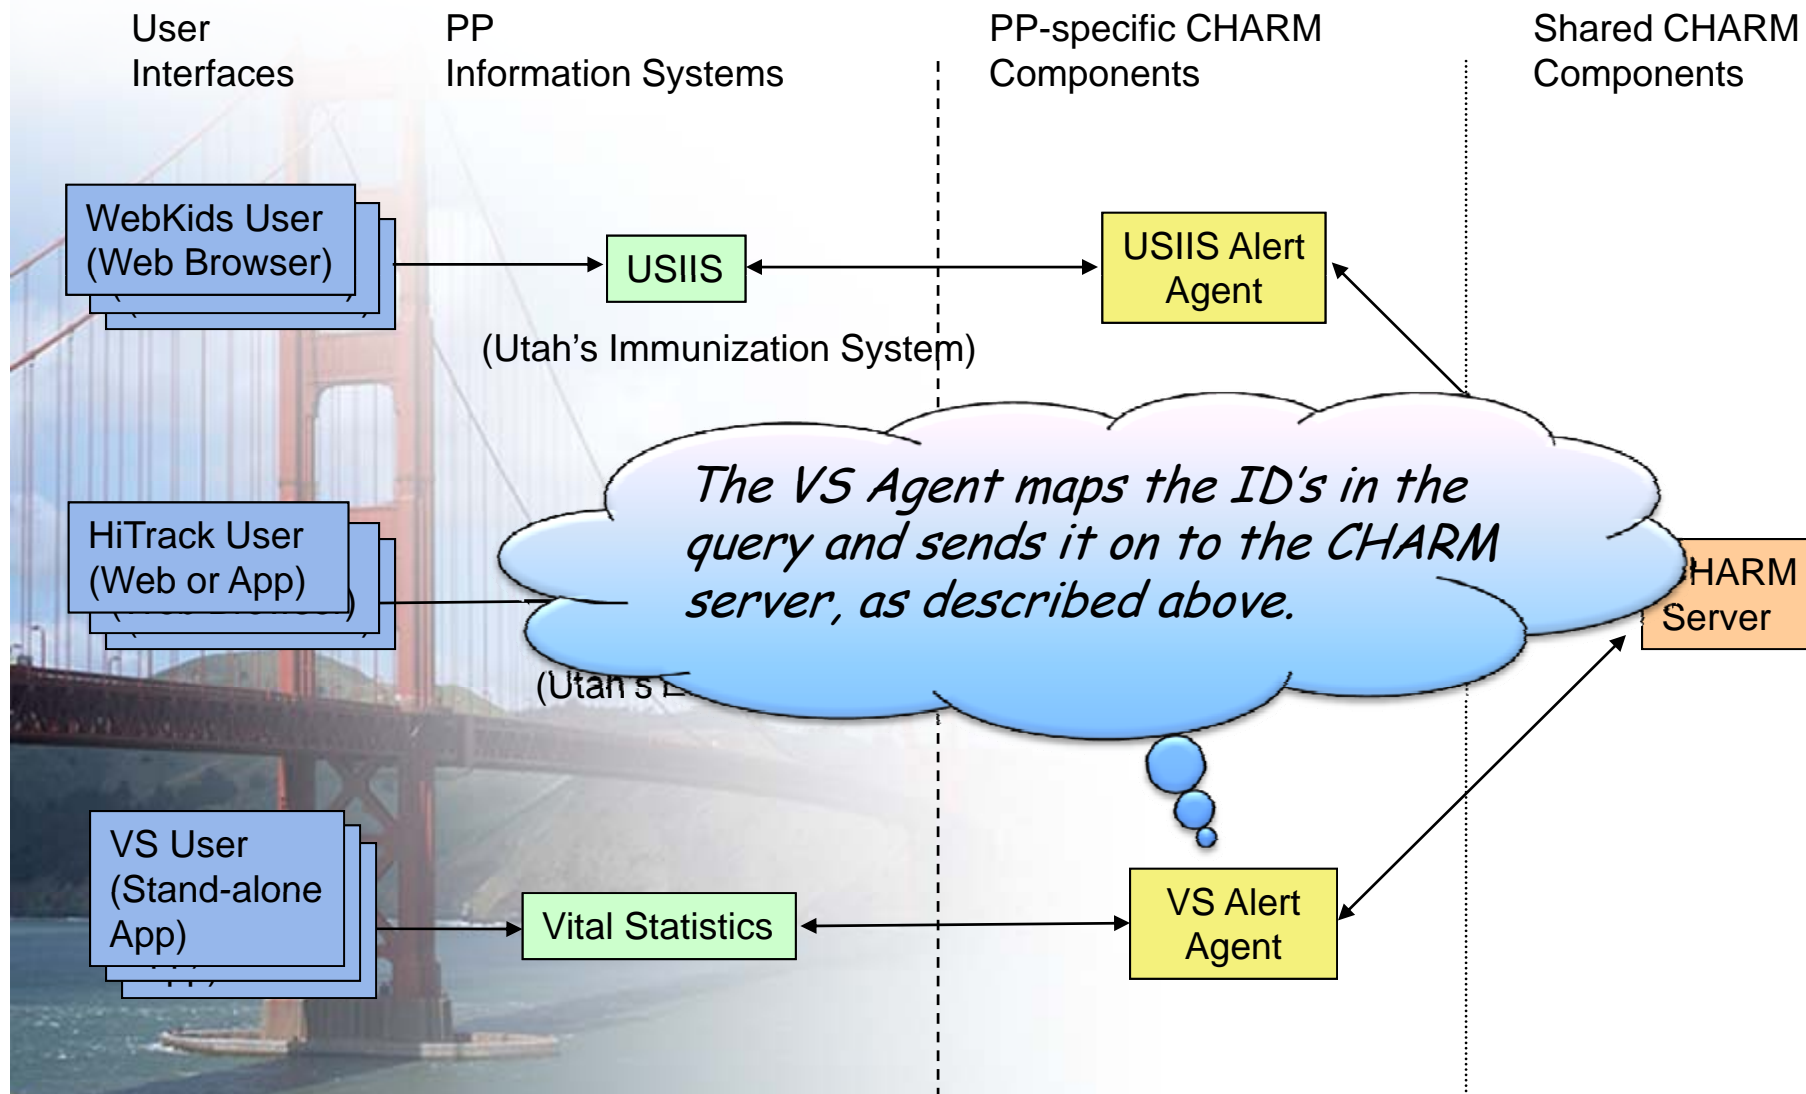 User
Interfaces
PP
Information Systems
PP-specific CHARM
Components
Shared CHARM
Components
WebKids User
(Web Browser)
USIIS
USIIS Alert
Agent
(Utah's Immunization System)
The VS Agent maps the ID's in the
query and sends it on to the CHARM
server, as described above.
HiTrack User
(Web or App)
HARM
Server
(Utah's
VS User
(Stand-alone
App)
Vital Statistics
VS Alert
Agent